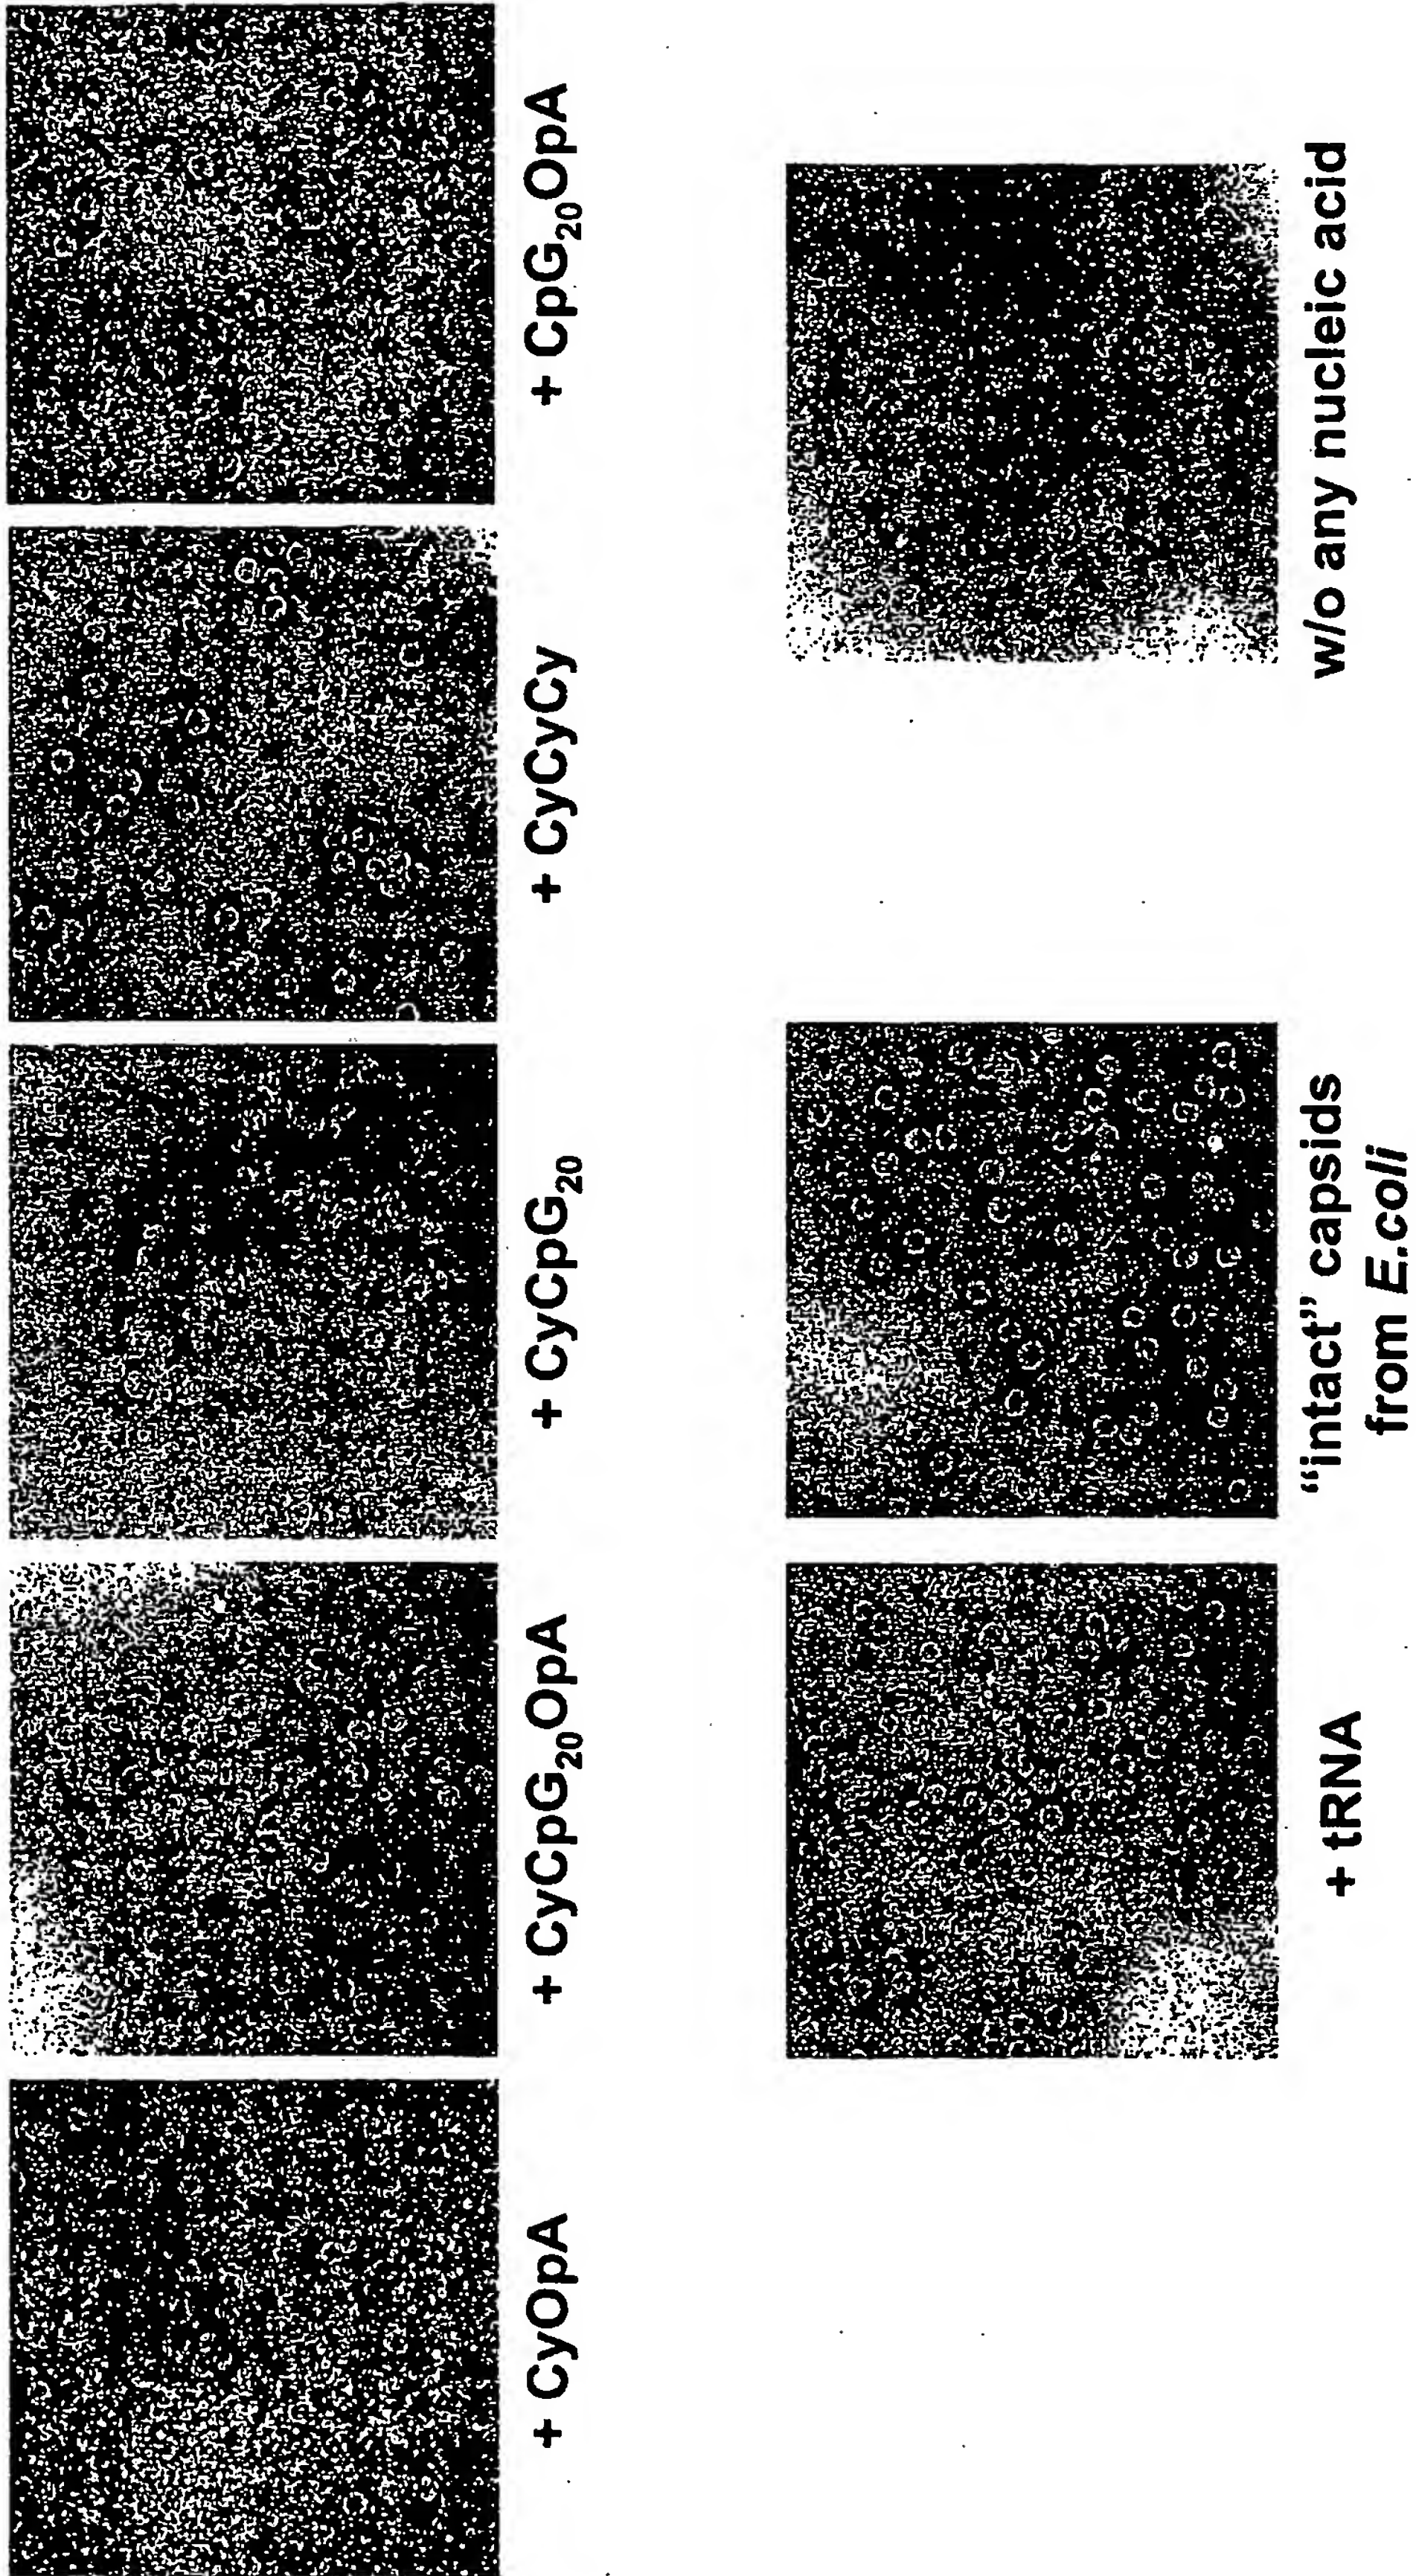 + CyOpA
+ CyCpG₂₀OpA
+ CyCpG₂₀
+ CyCyCy
+ CpG₂₀OpA
+ tRNA
“intact” capsids
from E.coli
w/o any nucleic acid